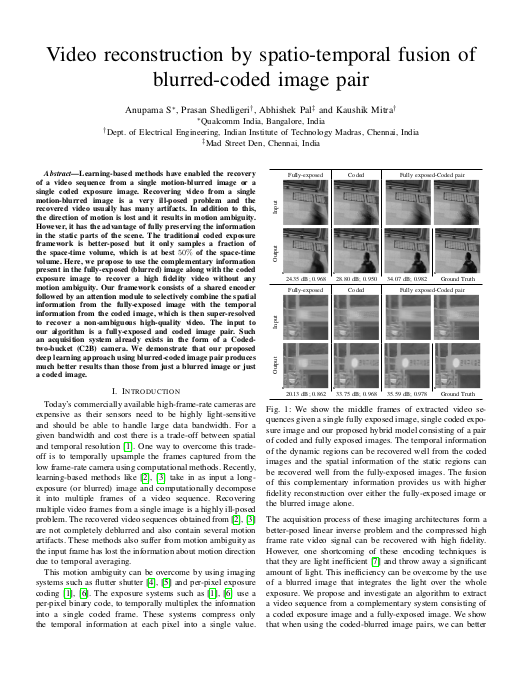 Video reconstruction by spatio-temporal fusion of
blurred-coded image pair
Anupama S*, Prasan Shedligeri†, Abhishek Pal‡ and Kaushik Mitra†
*Qualcomm India, Bangalore, India
†Dept. of Electrical Engineering, Indian Institute of Technology Madras, Chennai, India
‡Mad Street Den, Chennai, India
Abstract—Learning-based methods have enabled the recovery
of a video sequence from a single motion-blurred image or a
single coded exposure image. Recovering video from a single
motion-blurred image is a very ill-posed problem and the
recovered video usually has many artifacts. In addition to this,
the direction of motion is lost and it results in motion ambiguity.
However, it has the advantage of fully preserving the information
in the static parts of the scene. The traditional coded exposure
framework is better-posed but it only samples a fraction of
the space-time volume, which is at best 50% of the space-time
volume. Here, we propose to use the complementary information
present in the fully-exposed (blurred) image along with the coded
exposure image to recover a high fidelity video without any
motion ambiguity. Our framework consists of a shared encoder
followed by an attention module to selectively combine the spatial
information from the fully-exposed image with the temporal
information from the coded image, which is then super-resolved
to recover a non-ambiguous high-quality video. The input to
our algorithm is a fully-exposed and coded image pair. Such
an acquisition system already exists in the form of a Coded-
two-bucket (C2B) camera. We demonstrate that our proposed
deep learning approach using blurred-coded image pair produces
much better results than those from just a blurred image or just
a coded image.
I. INTRODUCTION
Today's commercially available high-frame-rate cameras are
expensive as their sensors need to be highly light-sensitive
and should be able to handle large data bandwidth. For a
given bandwidth and cost there is a trade-off between spatial
and temporal resolution [1]. One way to overcome this trade-
off is to temporally upsample the frames captured from the
low frame-rate camera using computational methods. Recently,
learning-based methods like [2], [3] take in as input a long-
exposure (or blurred) image and computationally decompose
it into multiple frames of a video sequence. Recovering
multiple video frames from a single image is a highly ill-posed
problem. The recovered video sequences obtained from [2], [3]
are not completely deblurred and also contain several motion
artifacts. These methods also suffer from motion ambiguity as
the input frame has lost the information about motion direction
due to temporal averaging.
This motion ambiguity can be overcome by using imaging
systems such as flutter shutter [4], [5] and per-pixel exposure
coding [1], [6]. The exposure systems such as [1], [6] use a
per-pixel binary code, to temporally multiplex the information
into a single coded frame. These systems compress only
the temporal information at each pixel into a single value.
Fully-exposed Coded Fully exposed-Coded pair
Input
Output
24.35 dB; 0.968 28.80 dB; 0.950 34.07 dB; 0.982 Ground Truth
Fully-exposed Coded Fully exposed-Coded pair
Input
Output
20.13 dB; 0.862 33.75 dB; 0.968 35.59 dB; 0.978 Ground Truth
Fig. 1: We show the middle frames of extracted video se-
quences given a single fully exposed image, single coded expo-
sure image and our proposed hybrid model consisting of a pair
of coded and fully exposed images. The temporal information
of the dynamic regions can be recovered well from the coded
images and the spatial information of the static regions can
be recovered well from the fully exposed images. The fusion
of this complementary information provides us with higher
fidelity reconstruction over either the fully-exposed image or
the blurred image alone.
The acquisition process of these imaging architectures form a
better-posed linear inverse problem and the compressed high
frame rate video signal can be recovered with high fidelity.
However, one shortcoming of these encoding techniques is
that they are light inefficient [7] and throw away a significant
amount of light. This inefficiency can be overcome by the use
of a blurred image that integrates the light over the whole
exposure. We propose and investigate an algorithm to extract
a video sequence from a complementary system consisting of
a coded exposure image and a fully-exposed image. We show
that when using the coded-blurred image pairs, we can better